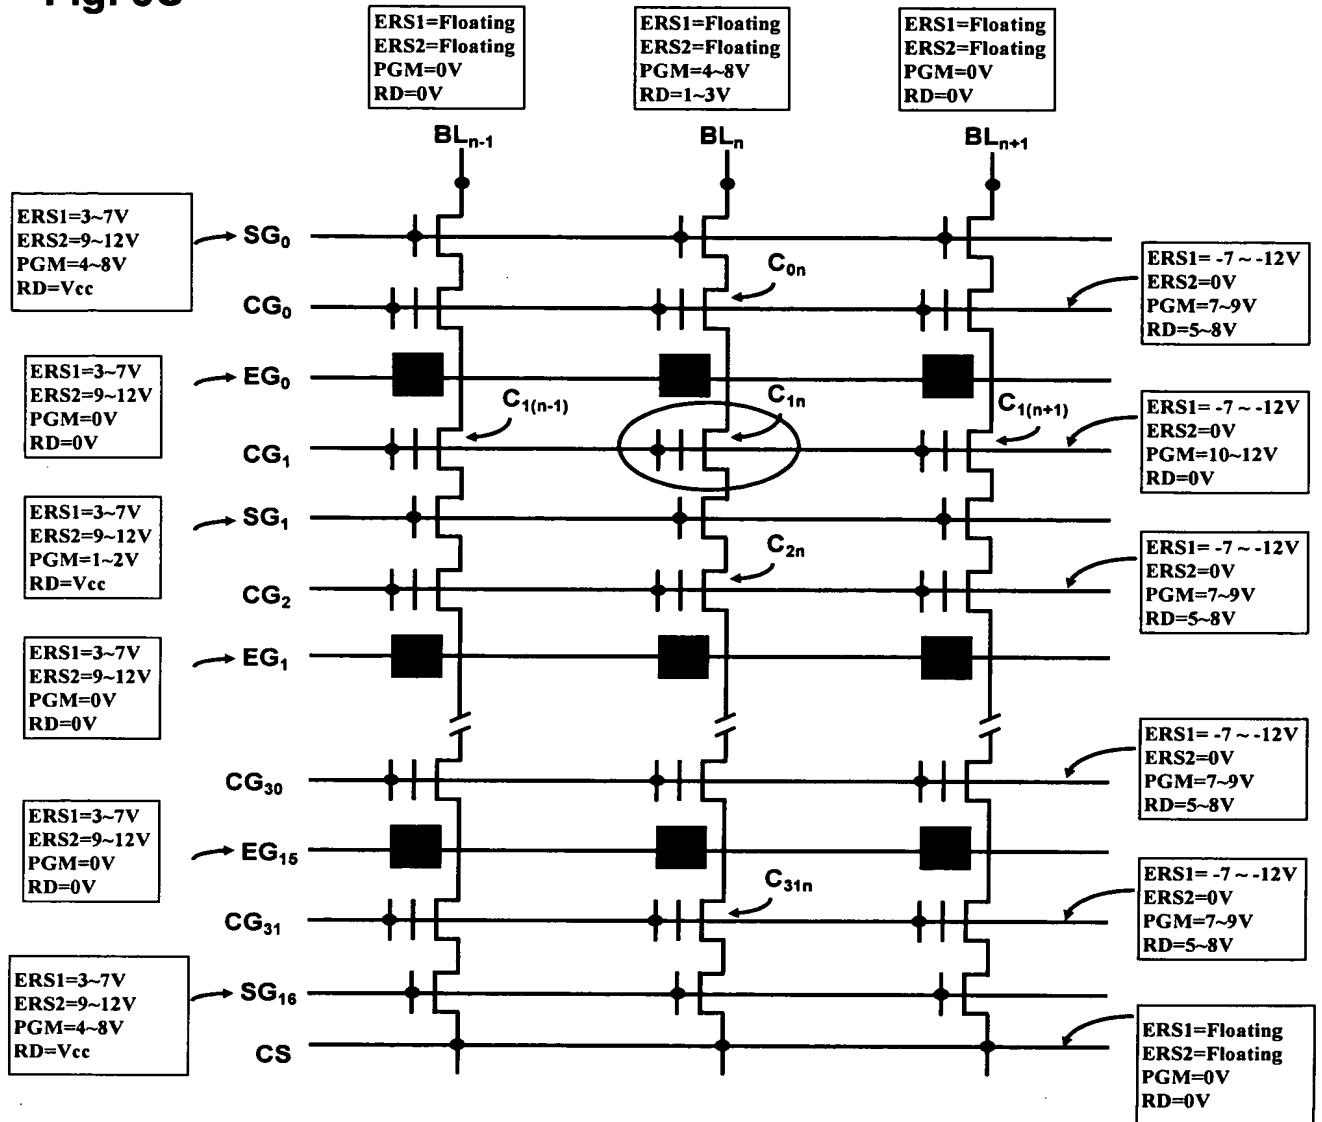 ERS1=Floating
ERS2=Floating
PGM=0V
RD=0V
ERS1=Floating
ERS2=Floating
PGM=4~8V
RD=1~3V
ERS1=Floating
ERS2=Floating
PGM=0V
RD=0V
BLn-1
BLn
BLn+1
ERS1=3~7V
ERS2=9~12V
PGM=4~8V
RD=Vcc
SG0
C0n
ERS1= -7 ~ -12V
ERS2=0V
PGM=7~9V
RD=5~8V
CG0
ERS1=3~7V
ERS2=9~12V
PGM=0V
RD=0V
EG0
C1(n-1)
C1n
C1(n+1)
ERS1= -7 ~ -12V
ERS2=0V
PGM=10~12V
RD=0V
CG1
ERS1=3~7V
ERS2=9~12V
PGM=1~2V
RD=Vcc
SG1
C2n
ERS1= -7 ~ -12V
ERS2=0V
PGM=7~9V
RD=5~8V
CG2
ERS1=3~7V
ERS2=9~12V
PGM=0V
RD=0V
EG1
ERS1= -7 ~ -12V
ERS2=0V
PGM=7~9V
RD=5~8V
CG30
ERS1=3~7V
ERS2=9~12V
PGM=0V
RD=0V
EG15
C31n
ERS1= -7 ~ -12V
ERS2=0V
PGM=7~9V
RD=5~8V
CG31
ERS1=3~7V
ERS2=9~12V
PGM=4~8V
RD=Vcc
SG16
CS
ERS1=Floating
ERS2=Floating
PGM=0V
RD=0V